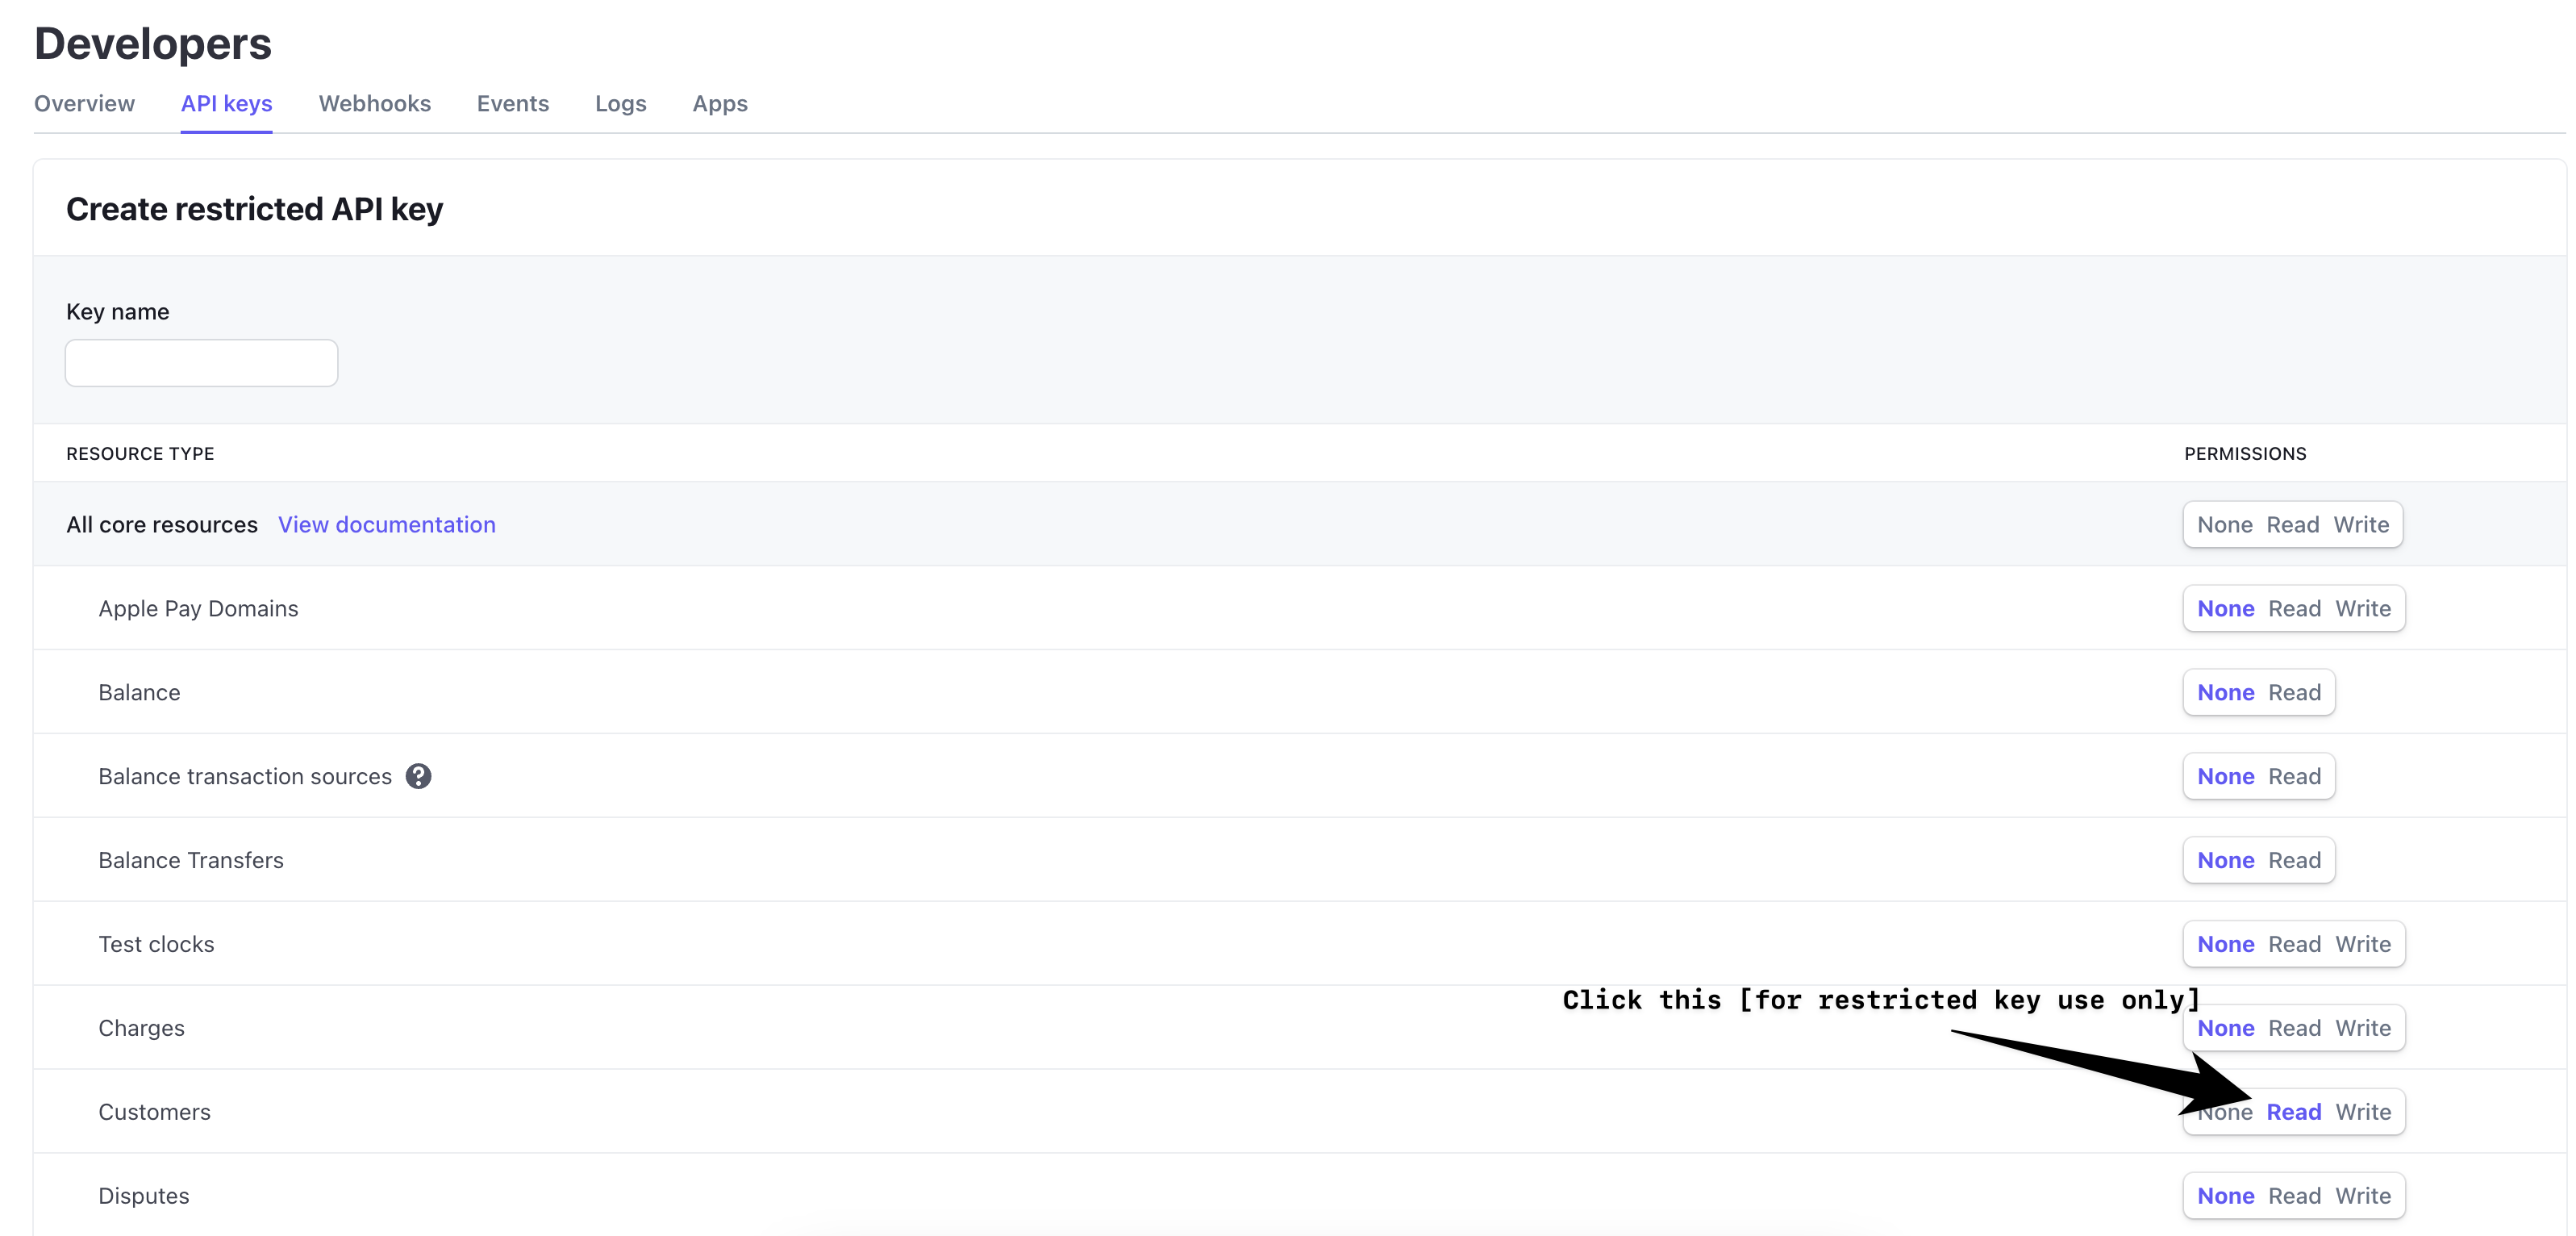 Developers
Overview API keys Webhooks Events Logs Apps
Create restricted API key
Key name
RESOURCE TYPE PERMISSIONS
All core resources View documentation None Read Write
Apple Pay Domains None Read Write
Balance None Read
Balance transaction sources ? None Read
Balance Transfers None Read
Test clocks None Read Write
Click this [for restricted key use only]
Charges None Read Write
Customers None Read Write
Disputes None Read Write